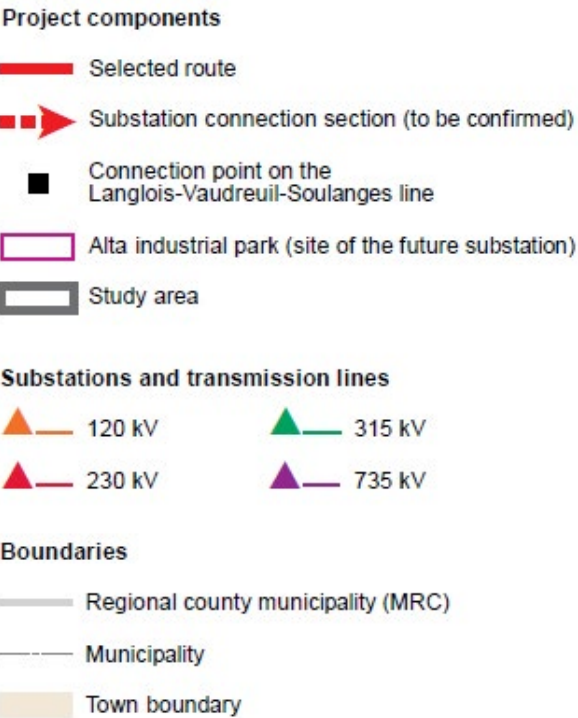 Project components
Selected route
Substation connection section (to be confirmed)
Connection point on the
Langlois-Vaudreuil-Soulanges line
Alta industrial park (site of the future substation)
Study area
Substations and transmission lines
120 kV
315 kV
230 kV
735 kV
Boundaries
Regional county municipality (MRC)
Municipality
Town boundary